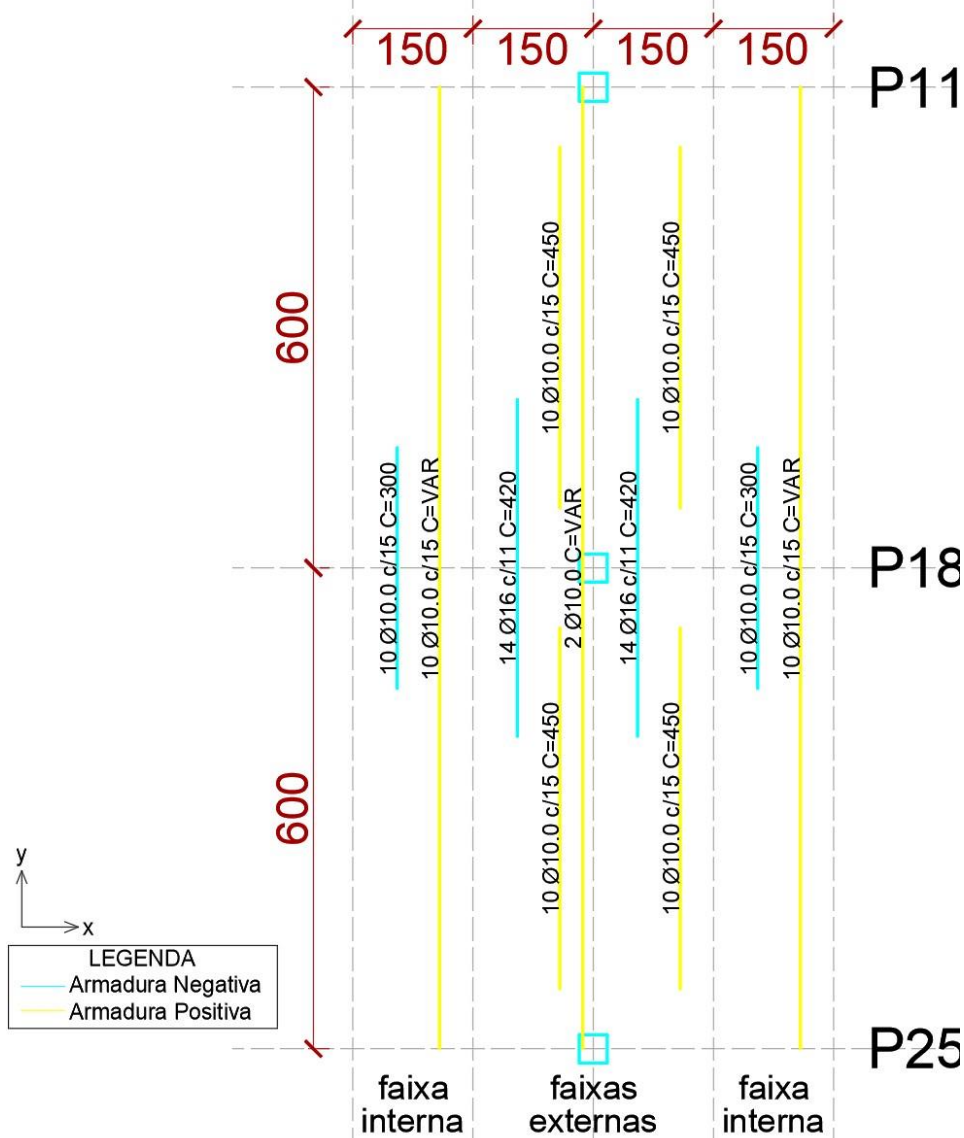 150
150
150
150
P11
600
10 Ø10.0 c/15 C=450
10 Ø10.0 c/15 C=450
10 Ø10.0 c/15 C=300
10 Ø10.0 c/15 C=VAR
14 Ø16 c/11 C=420
2 Ø10.0 C=VAR
14 Ø16 c/11 C=420
10 Ø10.0 c/15 C=300
10 Ø10.0 c/15 C=VAR
P18
600
10 Ø10.0 c/15 C=450
10 Ø10.0 c/15 C=450
y
x
LEGENDA
Armadura Negativa
Armadura Positiva
P25
faixa
interna
faixas
externas
faixa
interna